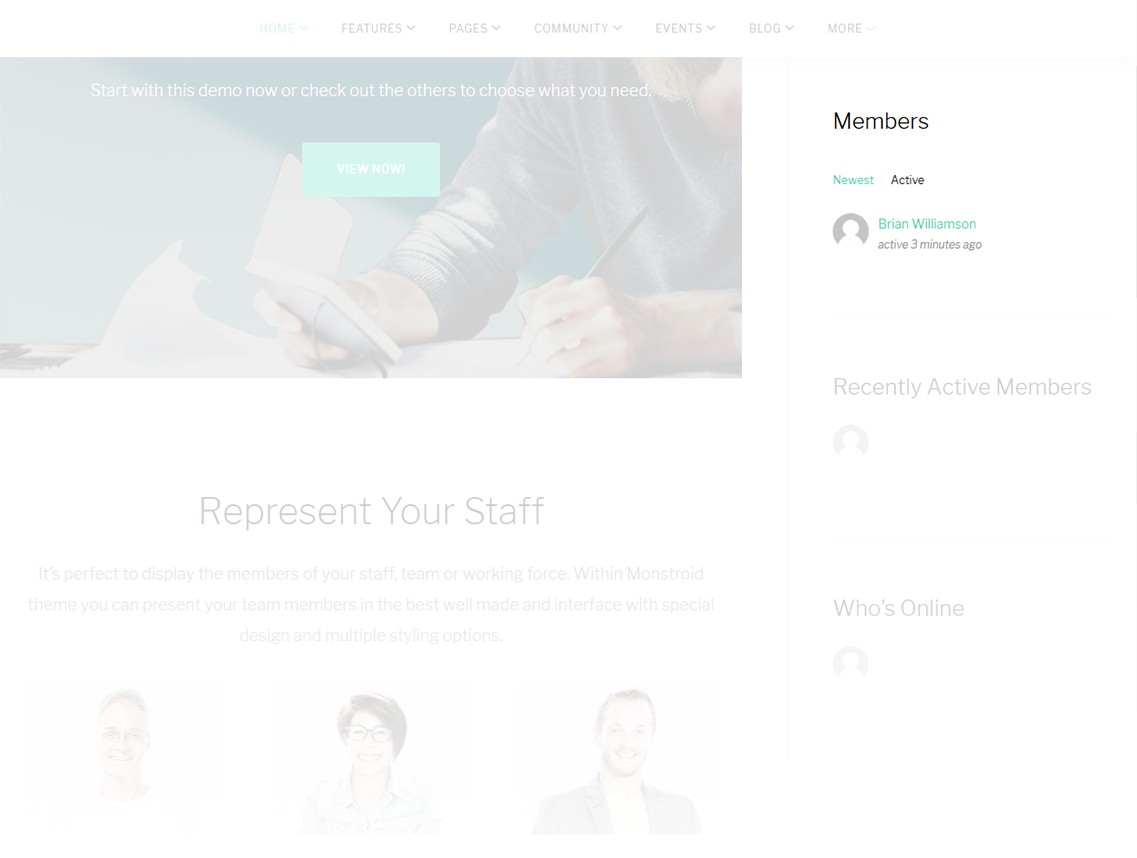 HOME FEATURES PAGES COMMUNITY EVENTS BLOG MORE
Start with this demo now or check out the others to choose what you need.
VIEW NOW!
Represent Your Staff
It’s perfect to display the members of your staff, team or working force. Within Monstroid
theme you can present your team members in the best well made and interface with special
design and multiple styling options.
Members
Newest Active
Brian Williamson
active 3 minutes ago
Recently Active Members
Who’s Online